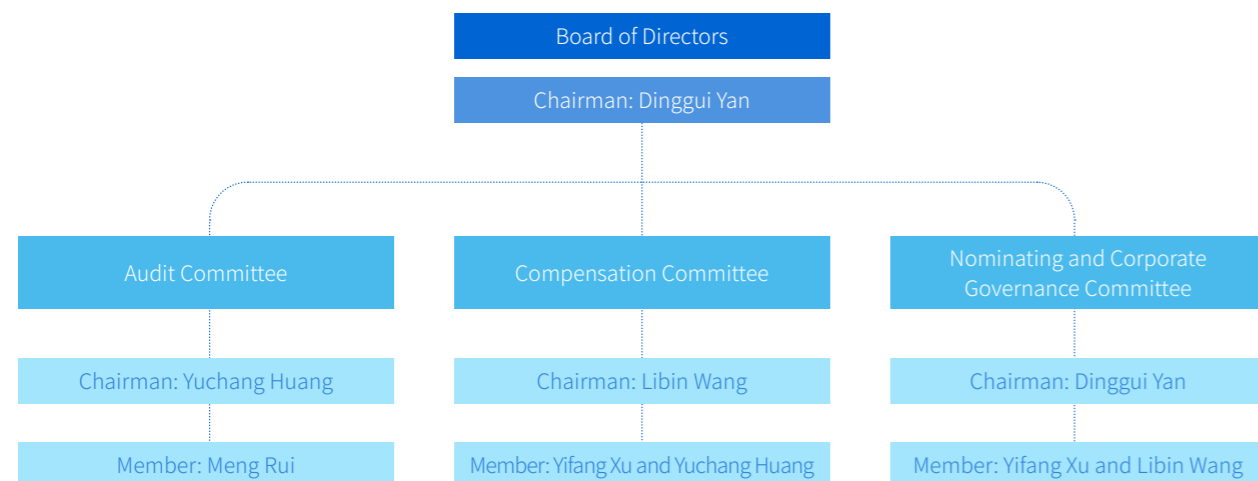 Board of Directors
Chairman: Dinggui Yan
Audit Committee
Compensation Committee
Nominating and Corporate
Governance Committee
Chairman: Yuchang Huang
Chairman: Libin Wang
Chairman: Dinggui Yan
Member: Meng Rui
Member: Yifang Xu and Yuchang Huang
Member: Yifang Xu and Libin Wang